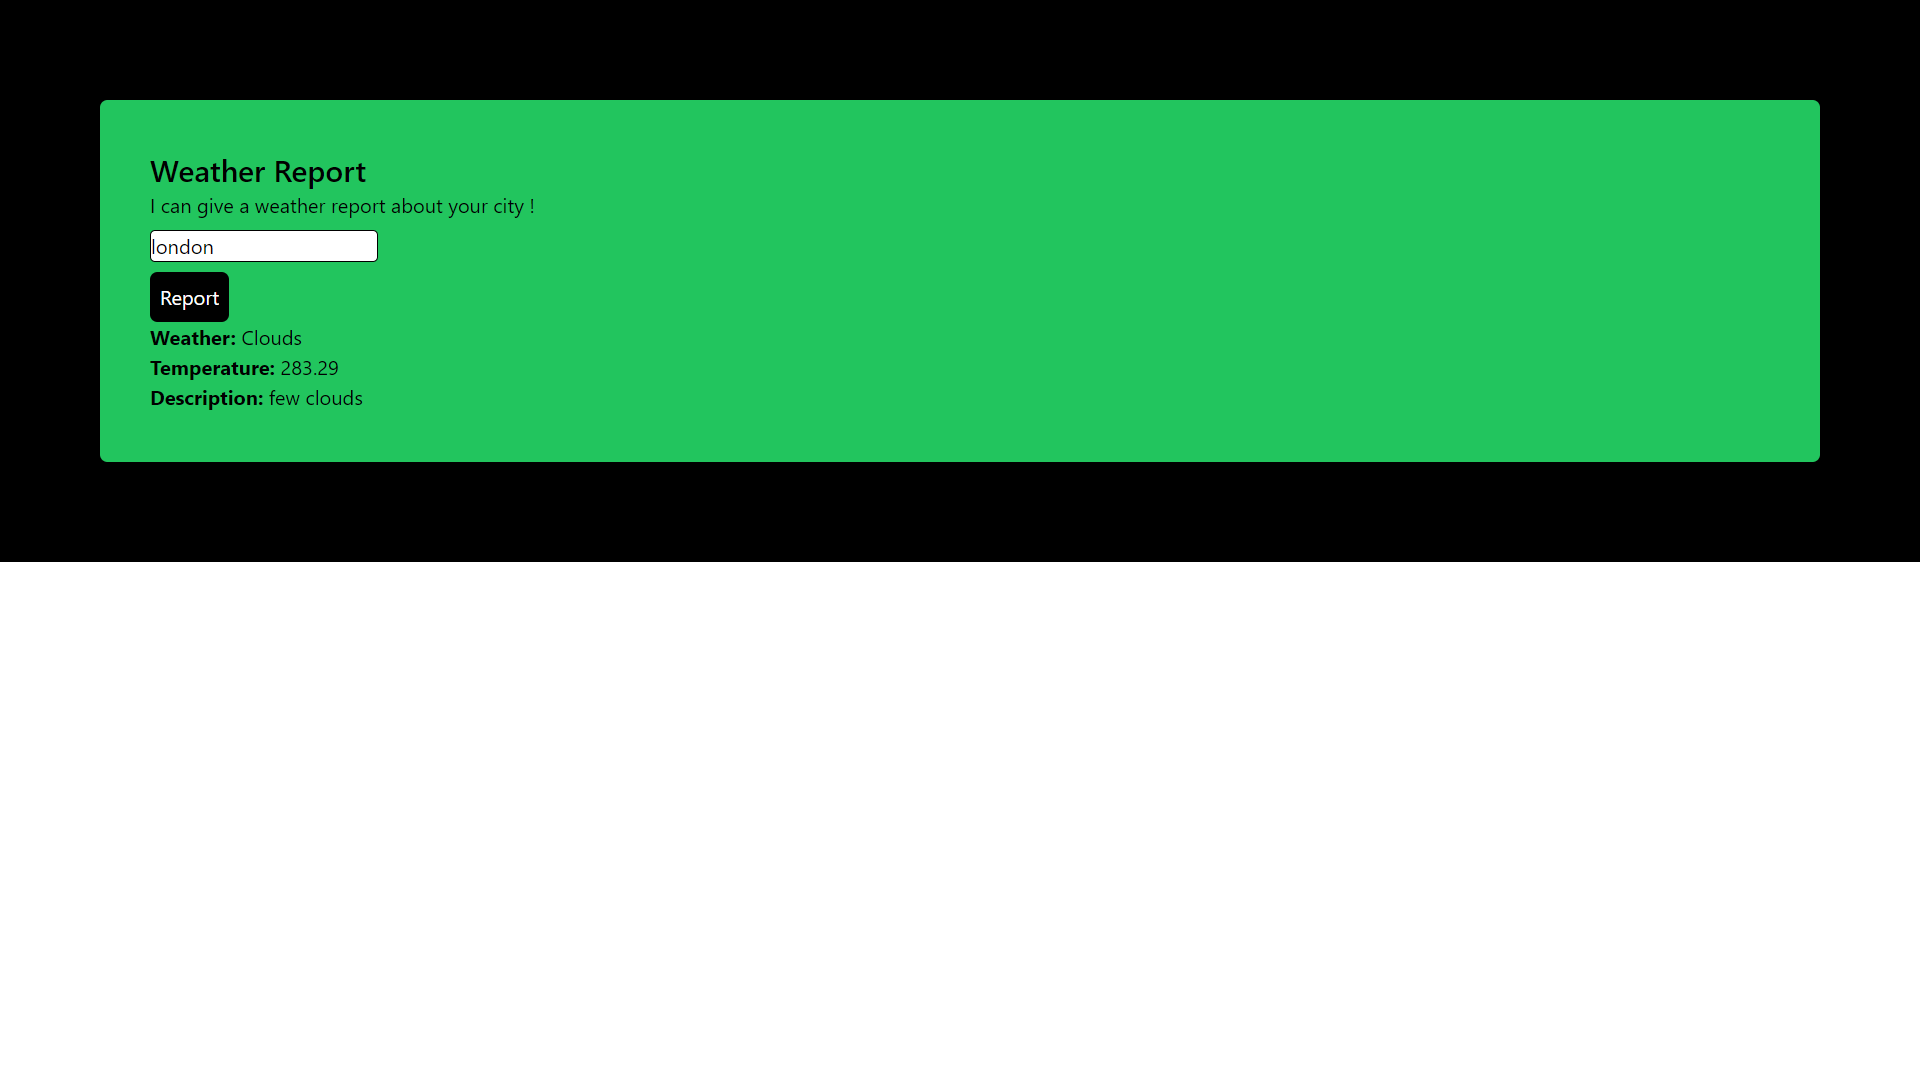 Weather Report
I can give a weather report about your city !
london
Report
Weather: Clouds
Temperature: 283.29
Description: few clouds